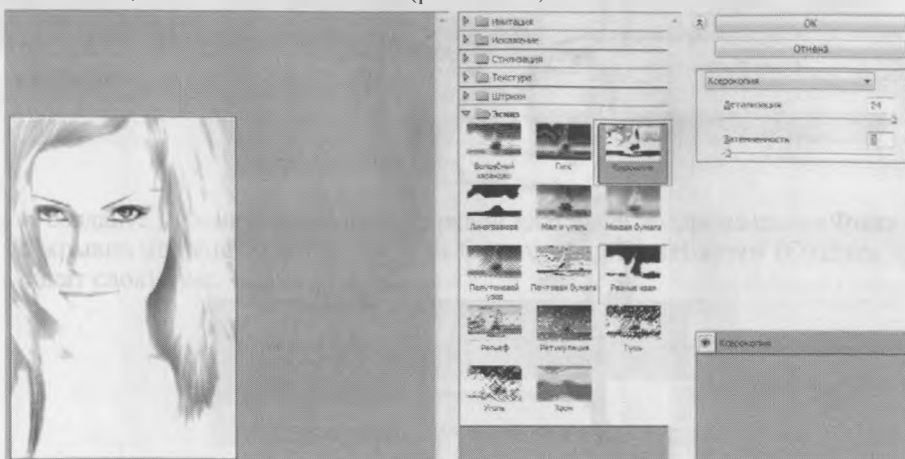 Имитация
Искажение
Стилизация
Текстура
Штрихи
Эскиз
Волшебный карандаш
Гипс
Ксерокопия
Линогравюра
Мел и уголь
Мокрая бумага
Полутоновый узор
Почтовая бумага
Рваные края
Рельеф
Ретикуляция
Тушь
Уголь
Хром
OK
Отмена
Ксерокопия
Детализация 24
Затемненность
Ксерокопия